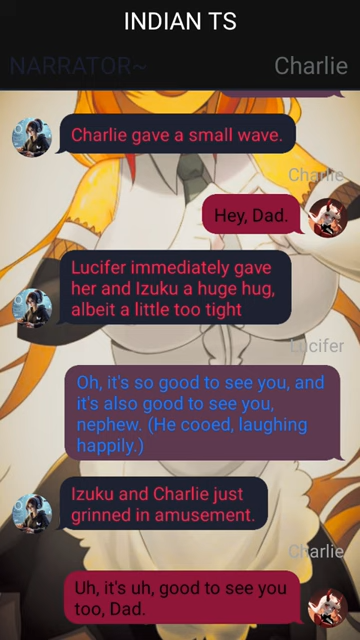 INDIAN TS
NARRATOR~
Charlie
Charlie gave a small wave.
Charlie
Hey, Dad.
Lucifer immediately gave
her and Izuku a huge hug,
albeit a little too tight
Lucifer
Oh, it's so good to see you, and
it's also good to see you,
nephew. (He cooed, laughing
happily.)
Izuku and Charlie just
grinned in amusement.
Charlie
Uh, it's uh, good to see you
too, Dad.